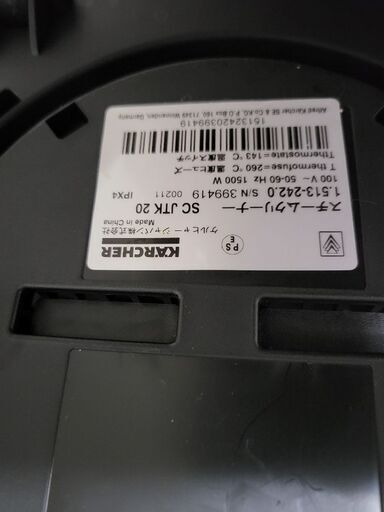 KÄRCHER
ケルヒャー ジャパン株式会社
Made in China
スチームクリーナー
SC JTK 20
1.513-242.0 S/N 399419 00211 IPX4
100 V ~ 50-60 Hz 1500 W
Tthermofuse=260 °C 温度ヒューズ
Tthermostate=143 °C 温度スイッチ
15132420399419
Alfred Kärcher SE & Co.KG, P.O.Box 160, 71349 Winnenden, Germany
P S
E